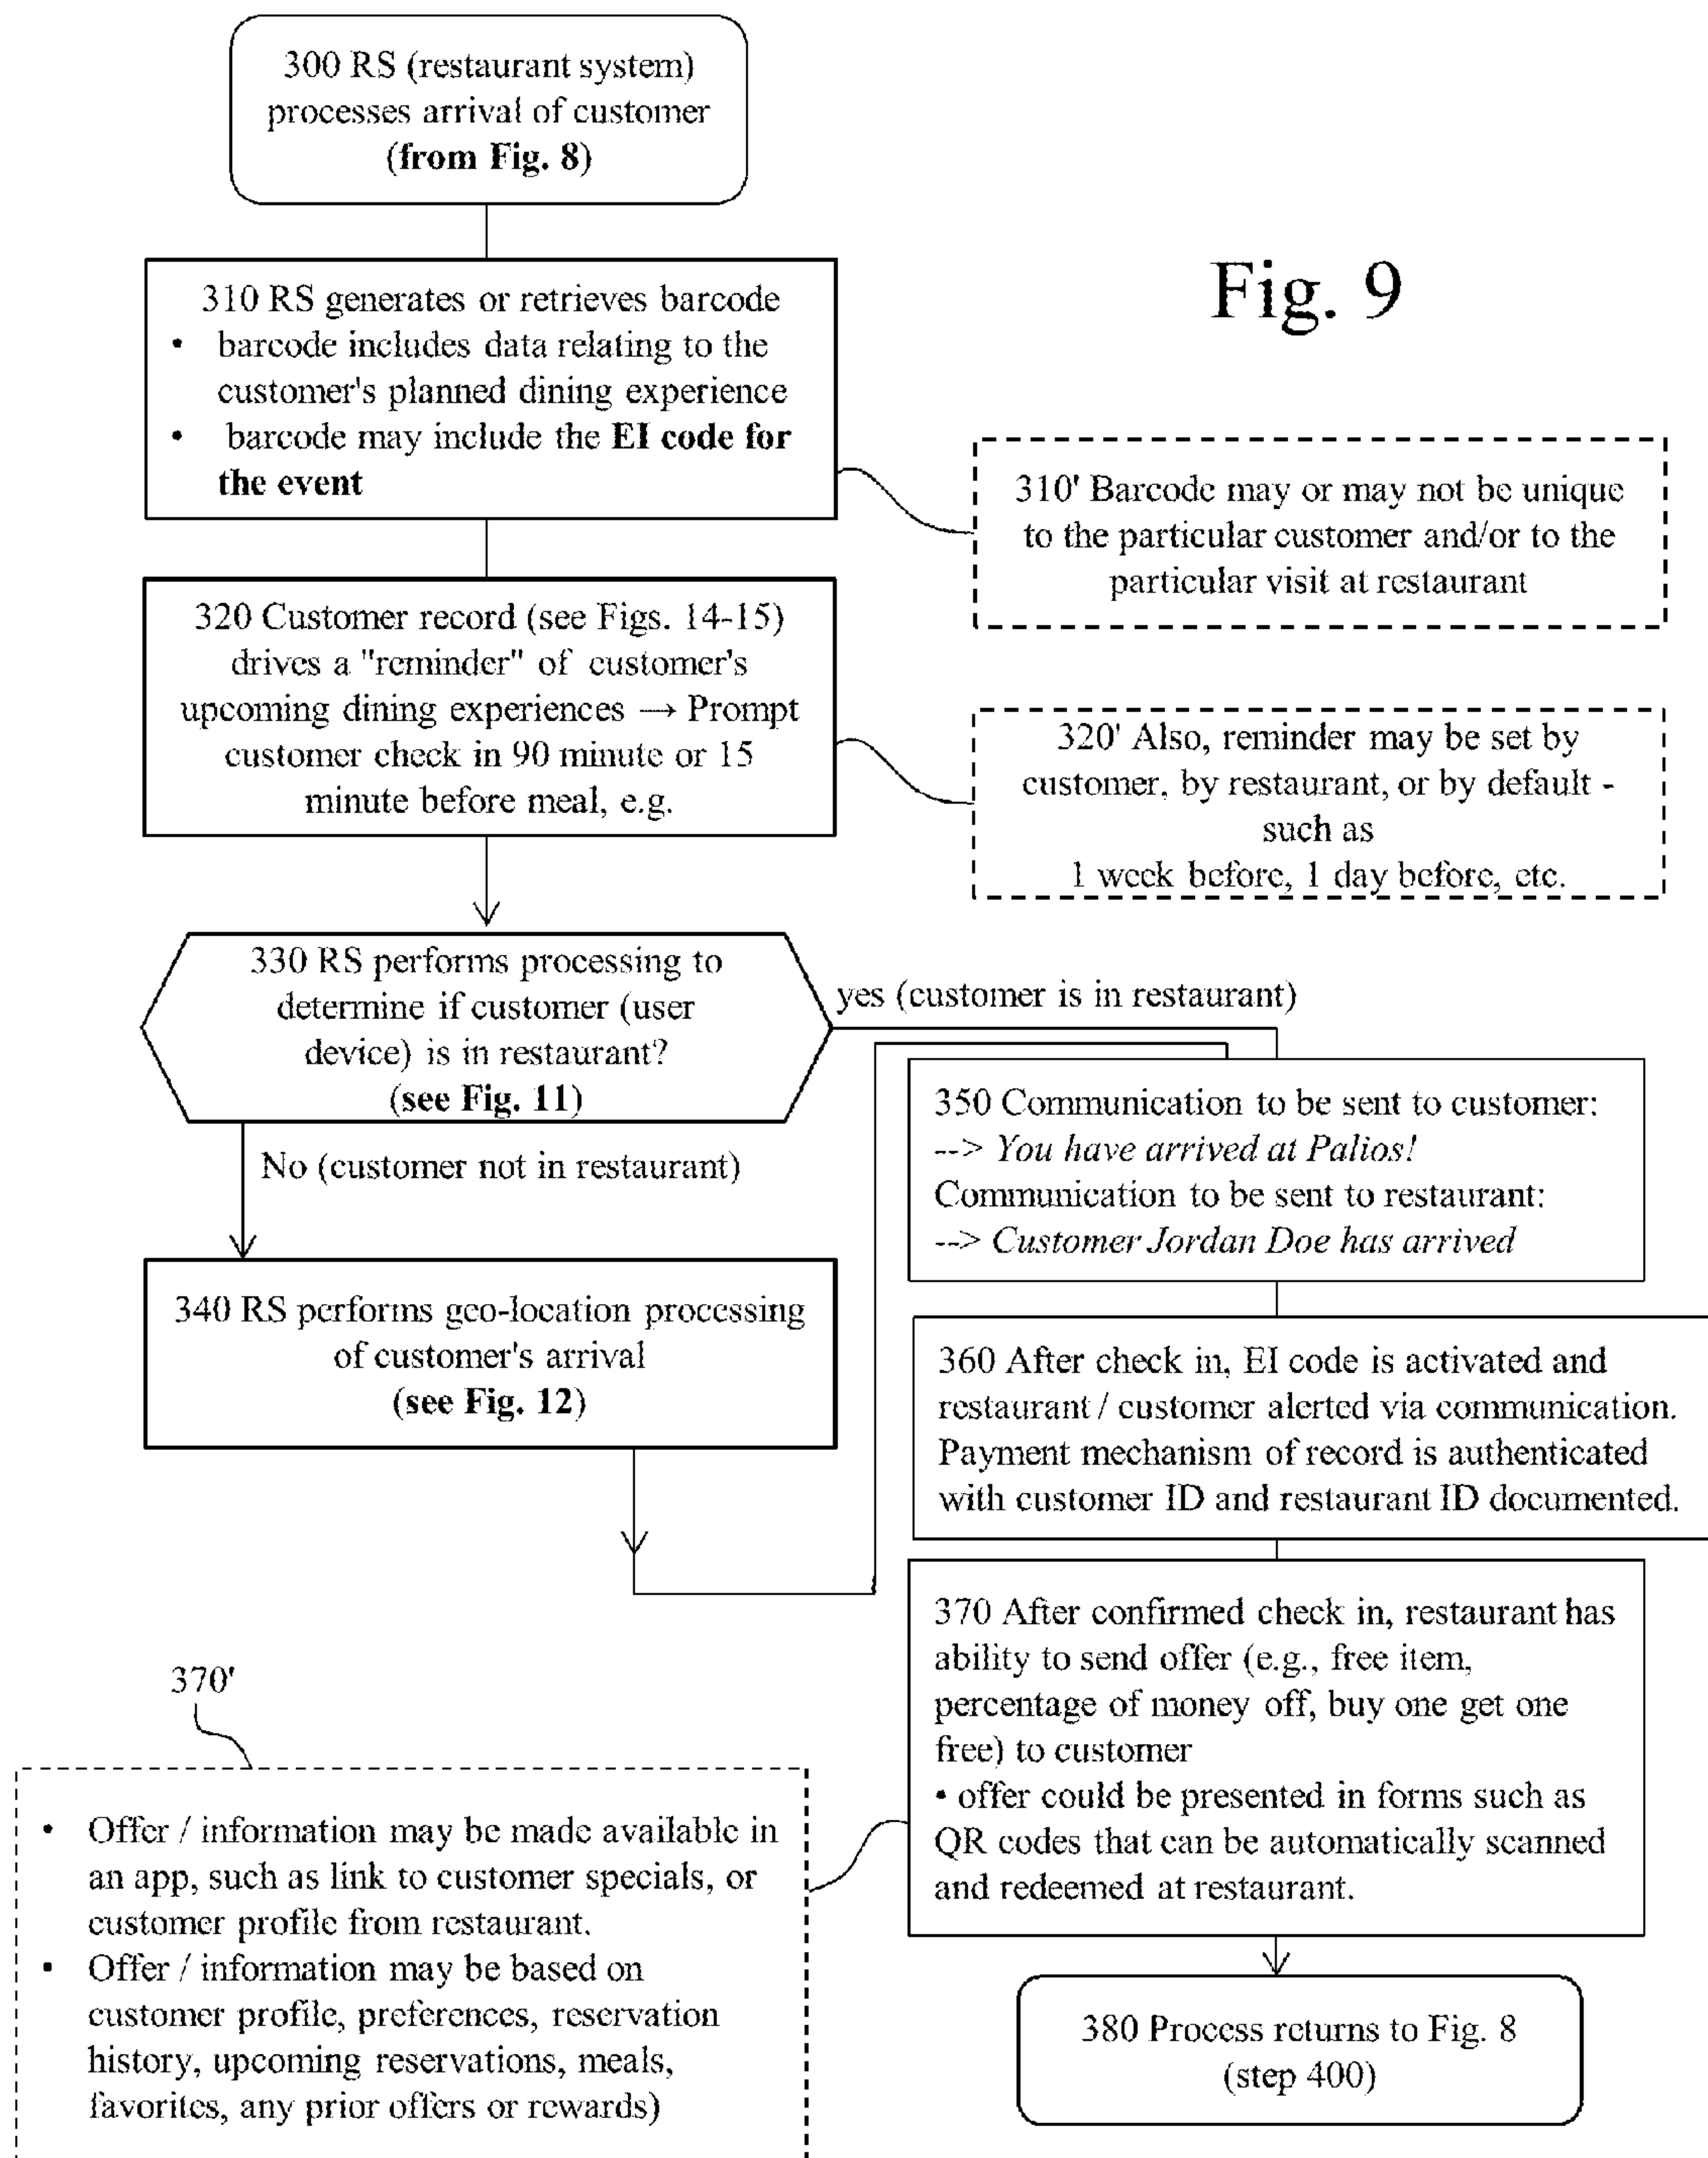 300 RS (restaurant system)
processes arrival of customer
(from Fig. 8)
Fig. 9
310 RS generates or retrieves barcode
• barcode includes data relating to the
customer's planned dining experience
• barcode may include the EI code for
the event
310' Barcode may or may not be unique
to the particular customer and/or to the
particular visit at restaurant
320 Customer record (see Figs. 14-15)
drives a "reminder" of customer's
upcoming dining experiences → Prompt
customer check in 90 minute or 15
minute before meal, e.g.
320' Also, reminder may be set by
customer, by restaurant, or by default -
such as
1 week before, 1 day before, etc.
330 RS performs processing to
determine if customer (user
device) is in restaurant?
(see Fig. 11)
yes (customer is in restaurant)
No (customer not in restaurant)
340 RS performs geo-location processing
of customer's arrival
(see Fig. 12)
350 Communication to be sent to customer:
--> You have arrived at Palios!
Communication to be sent to restaurant:
--> Customer Jordan Doe has arrived
360 After check in, EI code is activated and
restaurant / customer alerted via communication.
Payment mechanism of record is authenticated
with customer ID and restaurant ID documented.
370 After confirmed check in, restaurant has
ability to send offer (e.g., free item,
percentage of money off, buy one get one
free) to customer
• offer could be presented in forms such as
QR codes that can be automatically scanned
and redeemed at restaurant.
370'
• Offer / information may be made available in
an app, such as link to customer specials, or
customer profile from restaurant.
• Offer / information may be based on
customer profile, preferences, reservation
history, upcoming reservations, meals,
favorites, any prior offers or rewards)
380 Process returns to Fig. 8
(step 400)